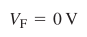 V_F = 0 V